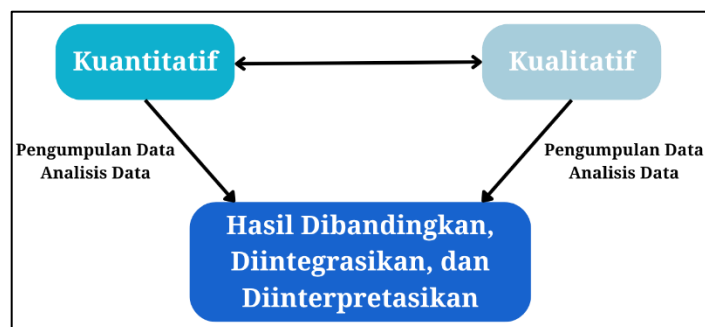 Kuantitatif
Kualitatif
Pengumpulan Data
Analisis Data
Pengumpulan Data
Analisis Data
Hasil Dibandingkan,
Diintegrasikan, dan
Diinterpretasikan